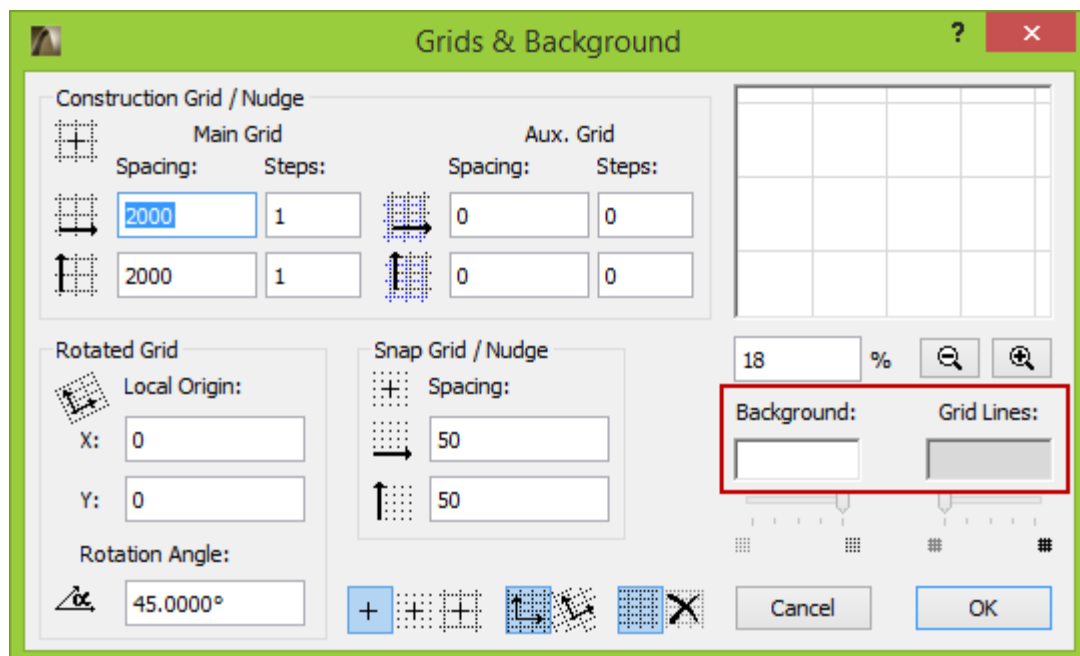 Grids & Background
?
×
Construction Grid / Nudge
Main Grid
Aux. Grid
Spacing:
Steps:
Spacing:
Steps:
2000
1
0
0
2000
1
0
0
Rotated Grid
Local Origin:
X:
0
Y:
0
Rotation Angle:
α
45.0000°
Snap Grid / Nudge
Spacing:
50
50
18
%
Background:
Grid Lines:
Cancel
OK